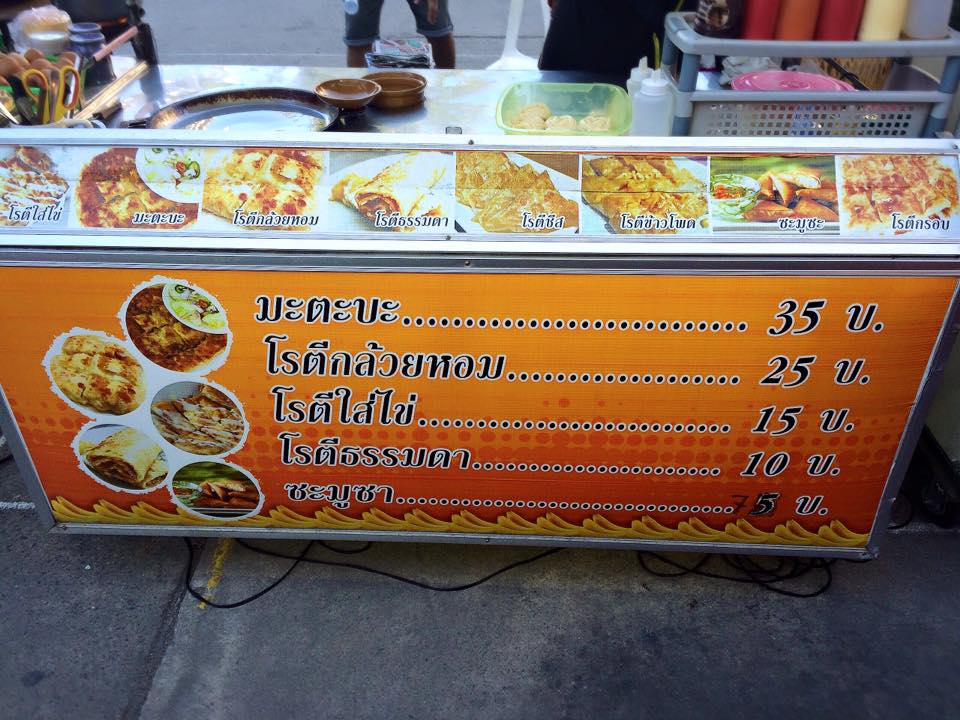 โรตีใส่ไข่ มะตะบะ โรตีกล้วยหอม โรตีธรรมดา โรตีชีส โรตีข้าวโพด ซะมูซะ โรตีกรอบ
มะตะบะ............................ 35 บ.
โรตีกล้วยหอม................... 25 บ.
โรตีใส่ไข่.......................... 15 บ.
โรตีธรรมดา..................... 10 บ.
ซะมูซา.............................. 75 บ.